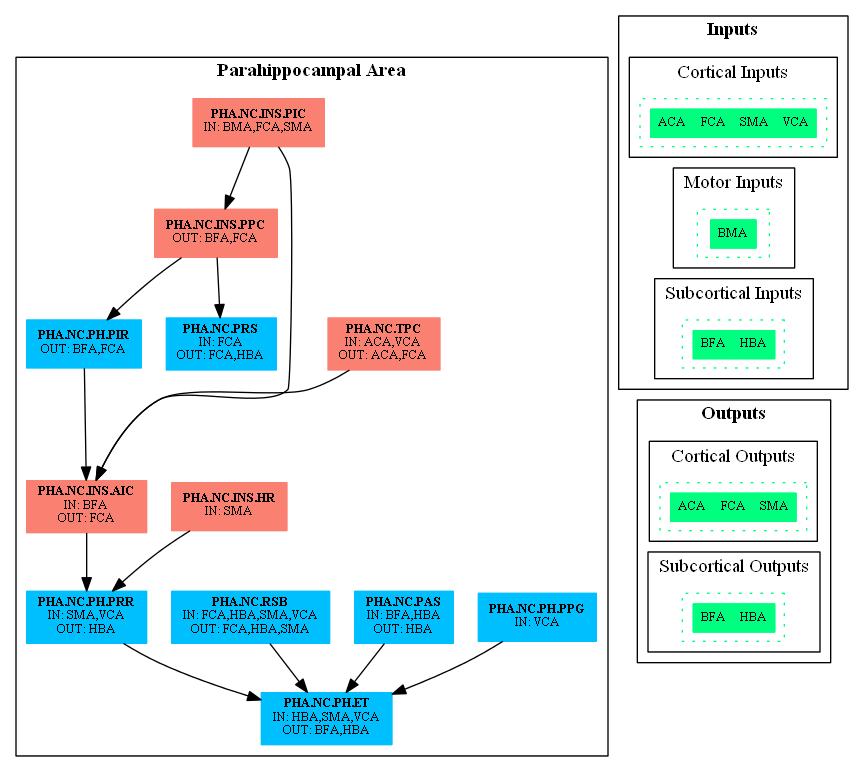 Parahippocampal Area
PHA.NC.INS.PIC
IN: BMA,FCA,SMA
PHA.NC.INS.PPC
OUT: BFA,FCA
PHA.NC.PH.PIR
OUT: BFA,FCA
PHA.NC.PRS
IN: FCA
OUT: FCA,HBA
PHA.NC.TPC
IN: ACA,VCA
OUT: ACA,FCA
PHA.NC.INS.AIC
IN: BFA
OUT: FCA
PHA.NC.INS.HR
IN: SMA
PHA.NC.PH.PRR
IN: SMA,VCA
OUT: HBA
PHA.NC.RSB
IN: FCA,HBA,SMA,VCA
OUT: FCA,HBA,SMA
PHA.NC.PAS
IN: BFA,HBA
OUT: HBA
PHA.NC.PH.PPG
IN: VCA
PHA.NC.PH.ET
IN: HBA,SMA,VCA
OUT: BFA,HBA
Inputs
Cortical Inputs
ACA FCA SMA VCA
Motor Inputs
BMA
Subcortical Inputs
BFA HBA
Outputs
Cortical Outputs
ACA FCA SMA
Subcortical Outputs
BFA HBA